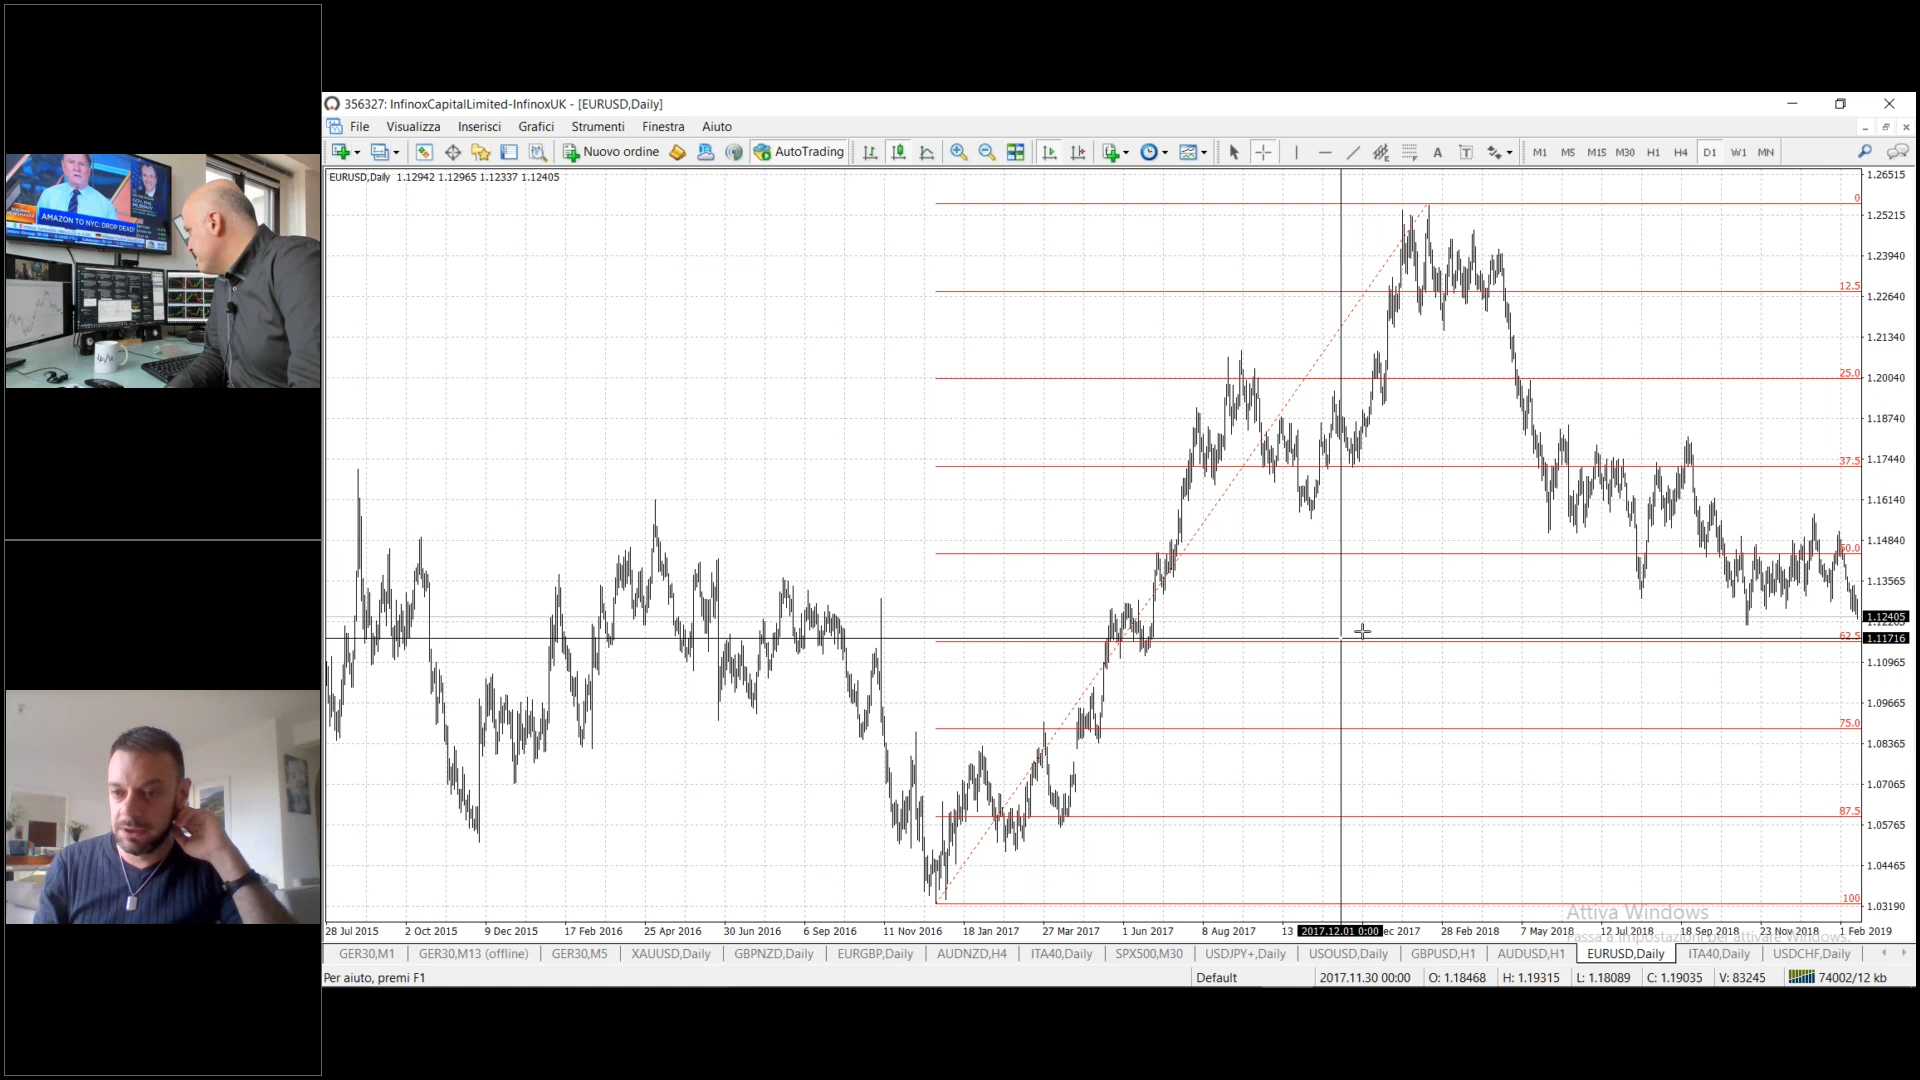 AMAZON TO NYC: DROP DEAD!
356327: InfinoxCapitalLimited-InfinoxUK - [EURUSD,Daily]
File Visualizza Inserisci Grafici Strumenti Finestra Aiuto
Nuovo ordine AutoTrading A T M1 M5 M15 M30 H1 H4 D1 W1 MN
EURUSD,Daily 1.12942 1.12965 1.12337 1.12405
1.26515
0
1.25215
1.23940
12.5
1.22640
1.21340
25.0
1.20040
1.18740
37.5
1.17440
1.16140
1.14840
50.0
1.13565
1.12405
62.5
1.11716
1.10965
1.09665
75.0
1.08365
1.07065
87.5
1.05765
1.04465
100
1.03190
Attiva Windows
Passa a Impostazioni per attivare Windows.
28 Jul 2015 2 Oct 2015 9 Dec 2015 17 Feb 2016 25 Apr 2016 30 Jun 2016 6 Sep 2016 11 Nov 2016 18 Jan 2017 27 Mar 2017 1 Jun 2017 8 Aug 2017 13 2017.12.01 0:00 ec 2017 28 Feb 2018 7 May 2018 12 Jul 2018 18 Sep 2018 23 Nov 2018 1 Feb 2019
GER30,M1 GER30,M13 (offline) GER30,M5 XAUUSD,Daily GBPNZD,Daily EURGBP,Daily AUDNZD,H4 ITA40,Daily SPX500,M30 USDJPY+,Daily USOUSD,Daily GBPUSD,H1 AUDUSD,H1 EURUSD,Daily ITA40,Daily USDCHF,Daily
Per aiuto, premi F1 Default 2017.11.30 00:00 O: 1.18468 H: 1.19315 L: 1.18089 C: 1.19035 V: 83245 74002/12 kb